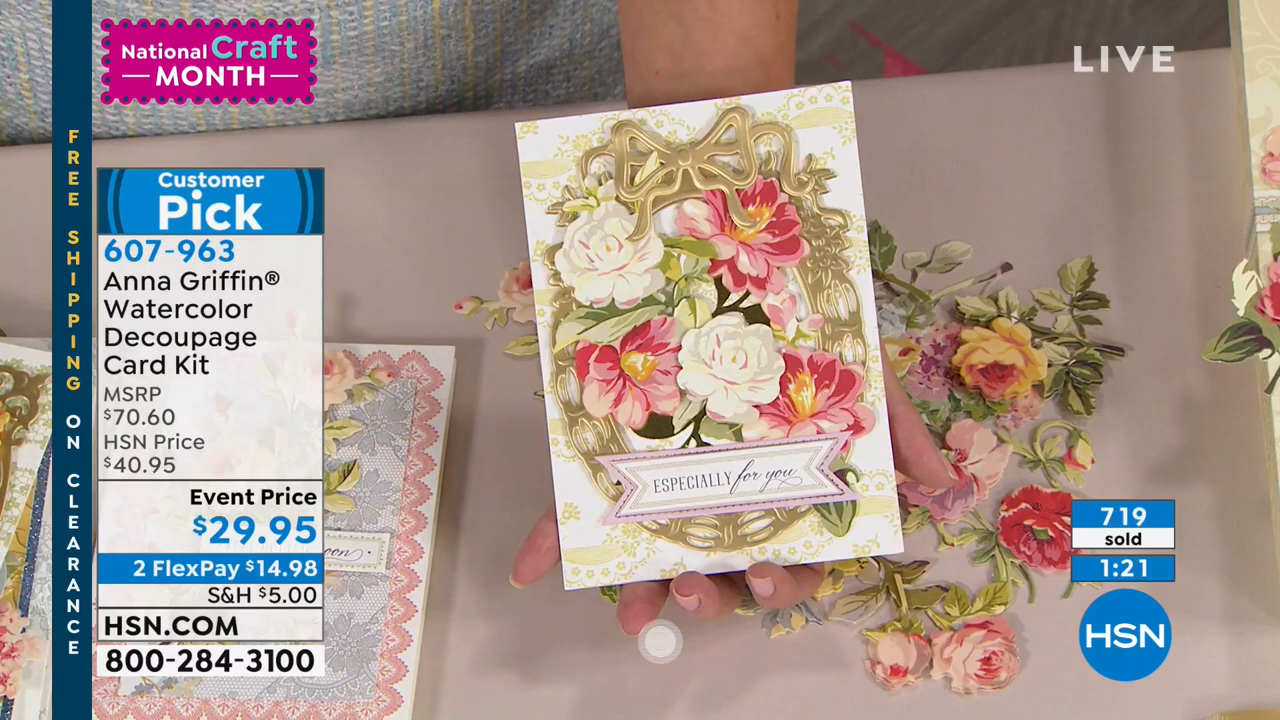 National Craft
MONTH
LIVE
FREE SHIPPING ON CLEARANCE
Customer
Pick
607-963
Anna Griffin®
Watercolor
Decoupage
Card Kit
MSRP
$70.60
HSN Price
$40.95
Event Price
$29.95
2 FlexPay $14.98
S&H $5.00
HSN.COM
800-284-3100
ESPECIALLY for you
719
sold
1:21
HSN